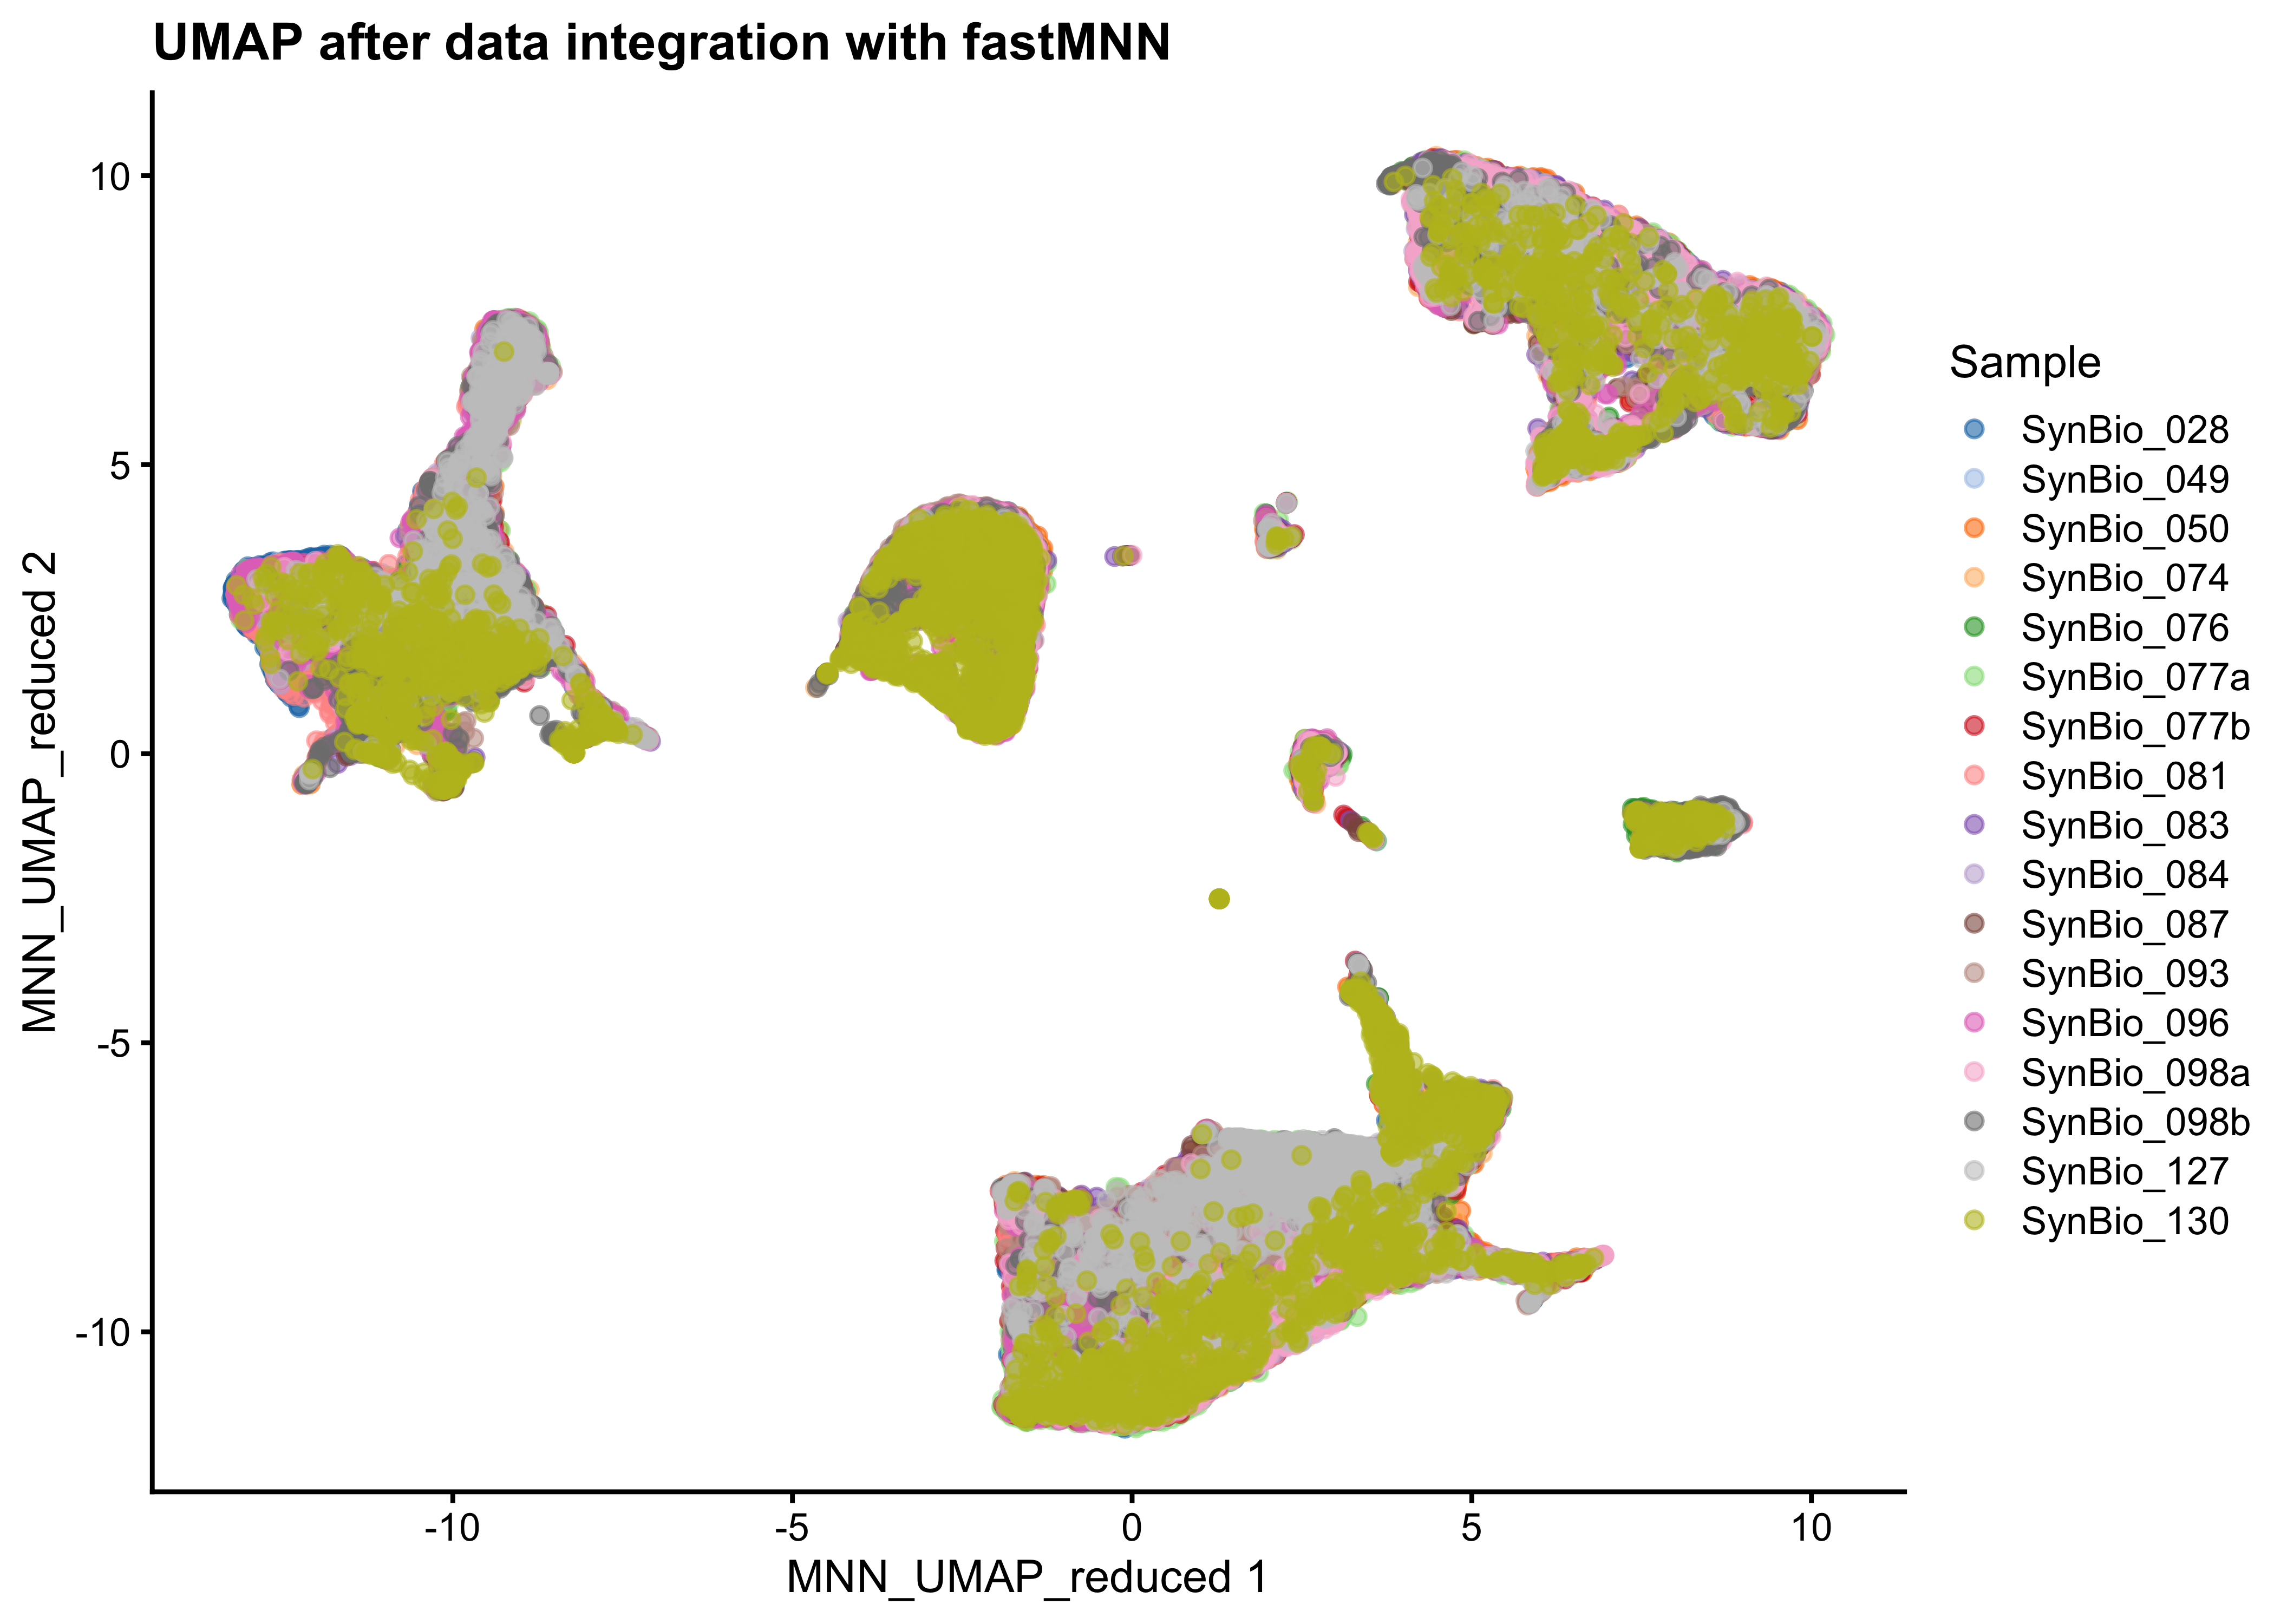 UMAP after data integration with fastMNN
MNN_UMAP_reduced 2
10
5
0
-5
-10
-10
-5
0
5
10
MNN_UMAP_reduced 1
Sample
SynBio_028
SynBio_049
SynBio_050
SynBio_074
SynBio_076
SynBio_077a
SynBio_077b
SynBio_081
SynBio_083
SynBio_084
SynBio_087
SynBio_093
SynBio_096
SynBio_098a
SynBio_098b
SynBio_127
SynBio_130